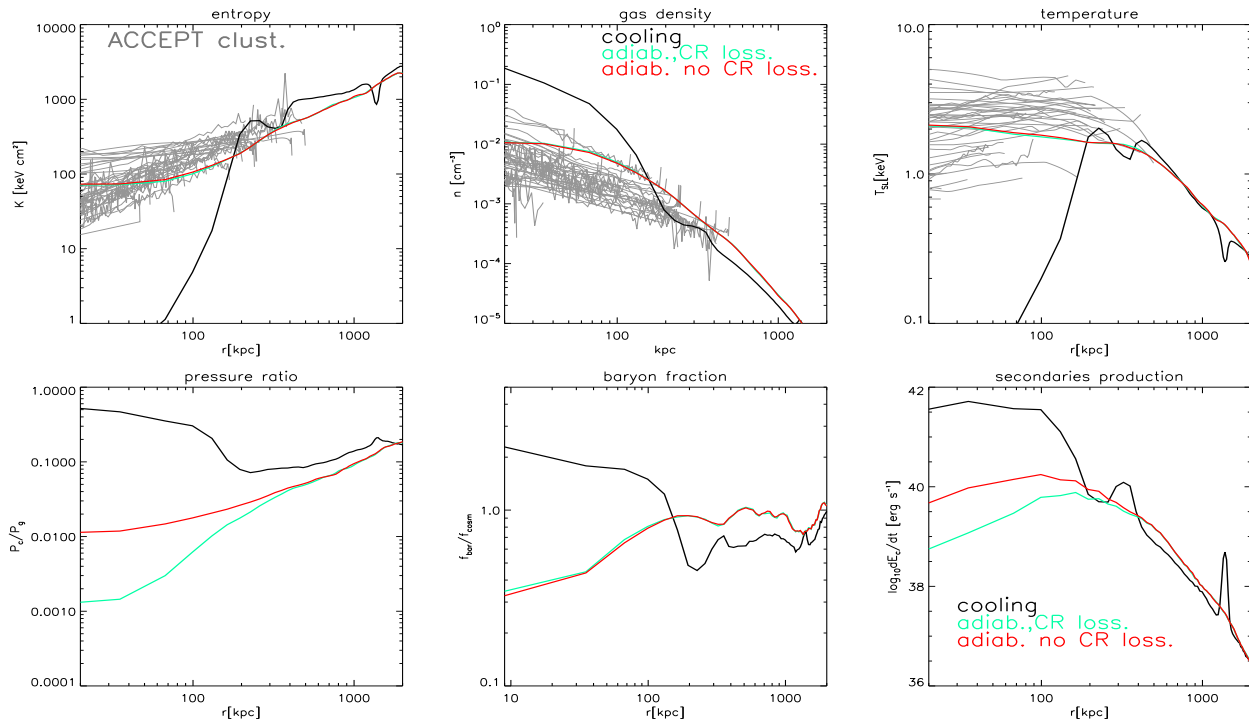 entropy
ACCEPT clust.
10000
1000
100
10
1
K [keV cm²]
100
1000
r[kpc]
gas density
cooling
adiab.,CR loss.
adiab. no CR loss.
10⁰
10⁻¹
10⁻²
10⁻³
10⁻⁴
10⁻⁵
n [cm⁻³]
100
1000
kpc
temperature
10.0
1.0
0.1
T_SL[keV]
100
1000
r[kpc]
pressure ratio
1.0000
0.1000
0.0100
0.0010
0.0001
P_c/P_g
100
1000
r[kpc]
baryon fraction
1.0
0.1
f_bar/f_cosm
10
100
1000
r[kpc]
secondaries production
42
41
40
39
38
37
36
log₁₀dE_c/dt [erg s⁻¹]
cooling
adiab.,CR loss.
adiab. no CR loss.
100
1000
r[kpc]